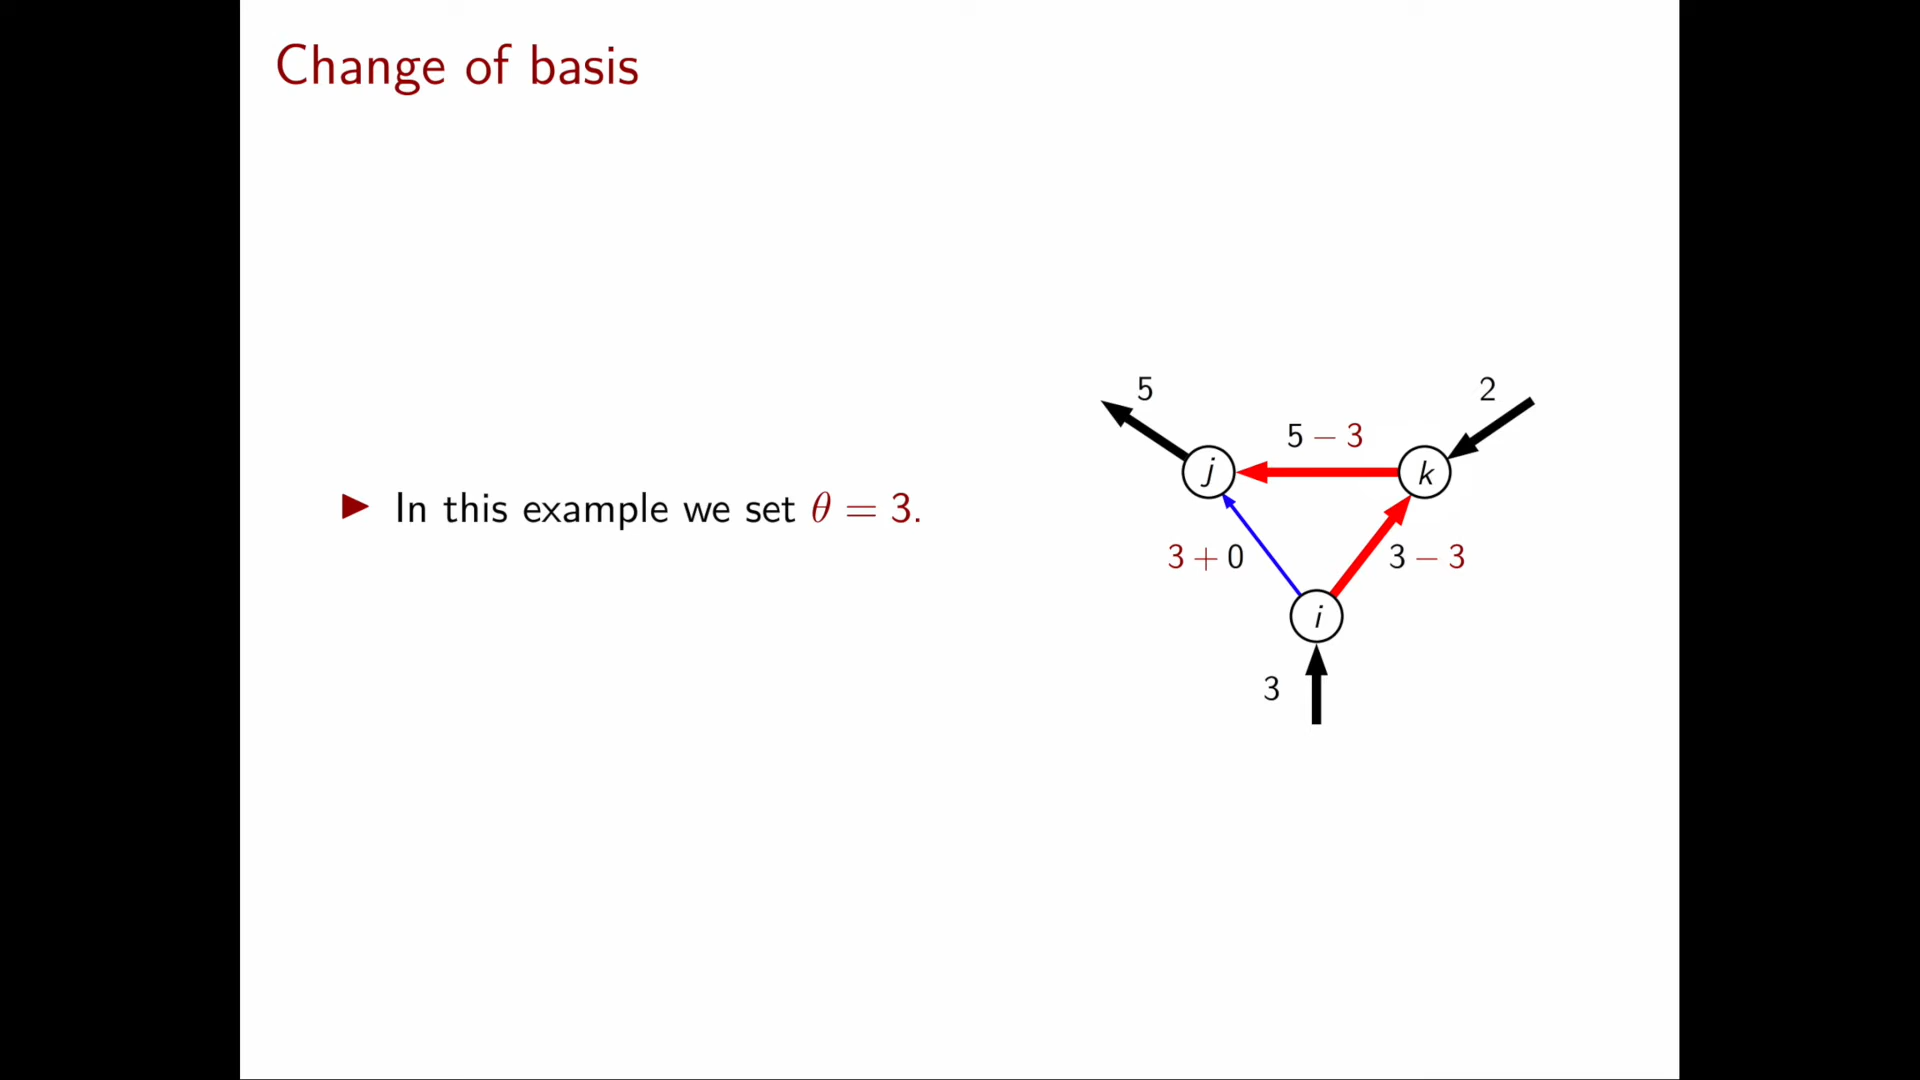 Change of basis
▶ In this example we set θ = 3.
5
2
5 − 3
j
k
3 + 0
3 − 3
i
3